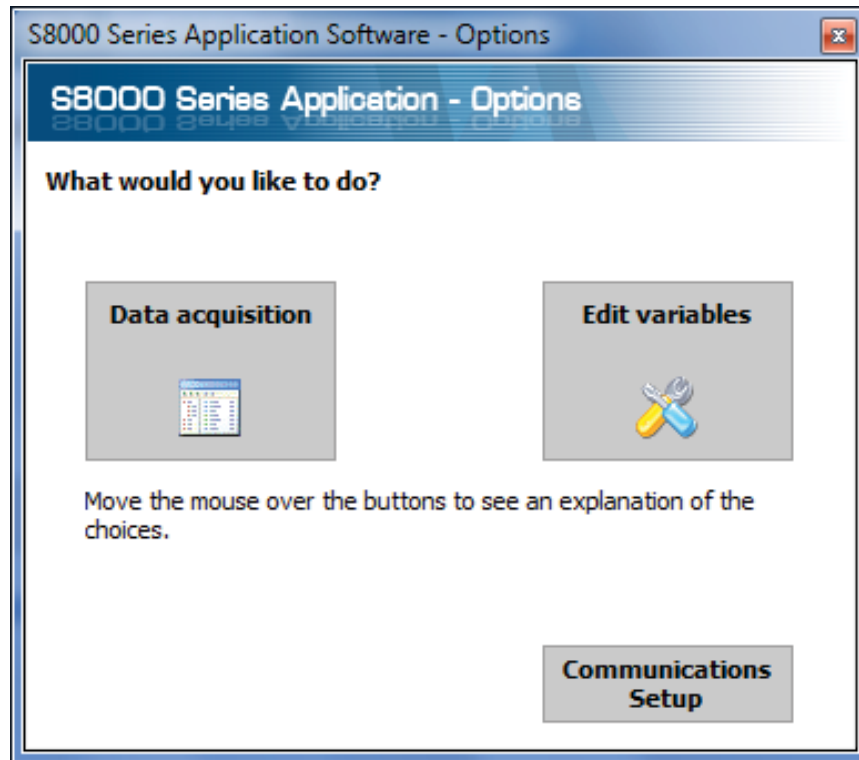 S8000 Series Application Software - Options
S8000 Series Application - Options
What would you like to do?
Data acquisition
Edit variables
Move the mouse over the buttons to see an explanation of the
choices.
Communications
Setup